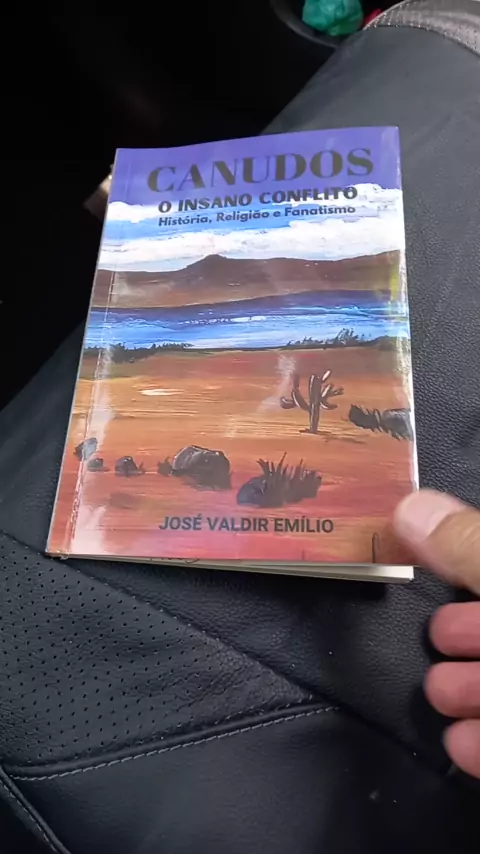 CANUDOS
O INSANO CONFLITO
História, Religião e Fanatismo
JOSÉ VALDIR EMÍLIO